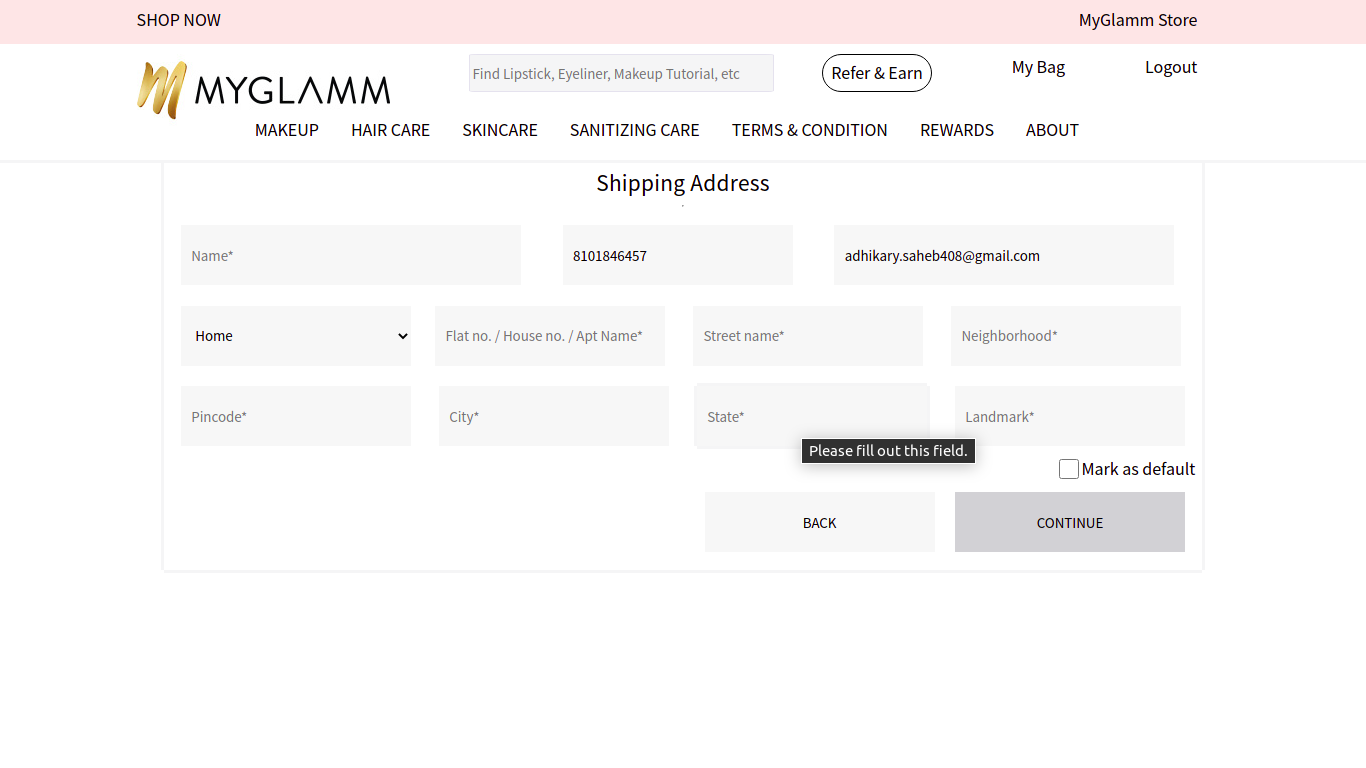 SHOP NOW MyGlamm Store
MYGLAMM Find Lipstick, Eyeliner, Makeup Tutorial, etc Refer & Earn My Bag Logout
MAKEUP HAIR CARE SKINCARE SANITIZING CARE TERMS & CONDITION REWARDS ABOUT
Shipping Address
Name* 8101846457 adhikary.saheb408@gmail.com
Home Flat no. / House no. / Apt Name* Street name* Neighborhood*
Pincode* City* State* Landmark*
Please fill out this field.
Mark as default
BACK CONTINUE